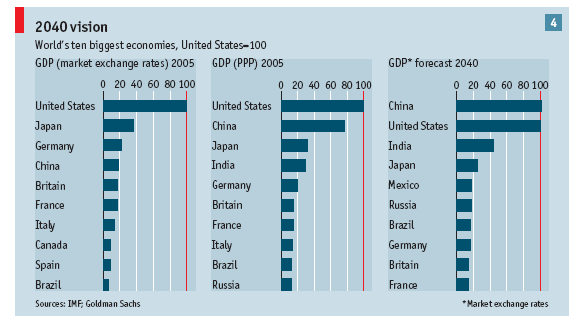 2040 vision
4
World's ten biggest economies, United States=100
GDP (market exchange rates) 2005
0 20 40 60 80 100
United States
Japan
Germany
China
Britain
France
Italy
Canada
Spain
Brazil
GDP (PPP) 2005
0 20 40 60 80 100
United States
China
Japan
India
Germany
Britain
France
Italy
Brazil
Russia
GDP* forecast 2040
0 20 40 60 80 100
China
United States
India
Japan
Mexico
Russia
Brazil
Germany
Britain
France
Sources: IMF; Goldman Sachs
*Market exchange rates